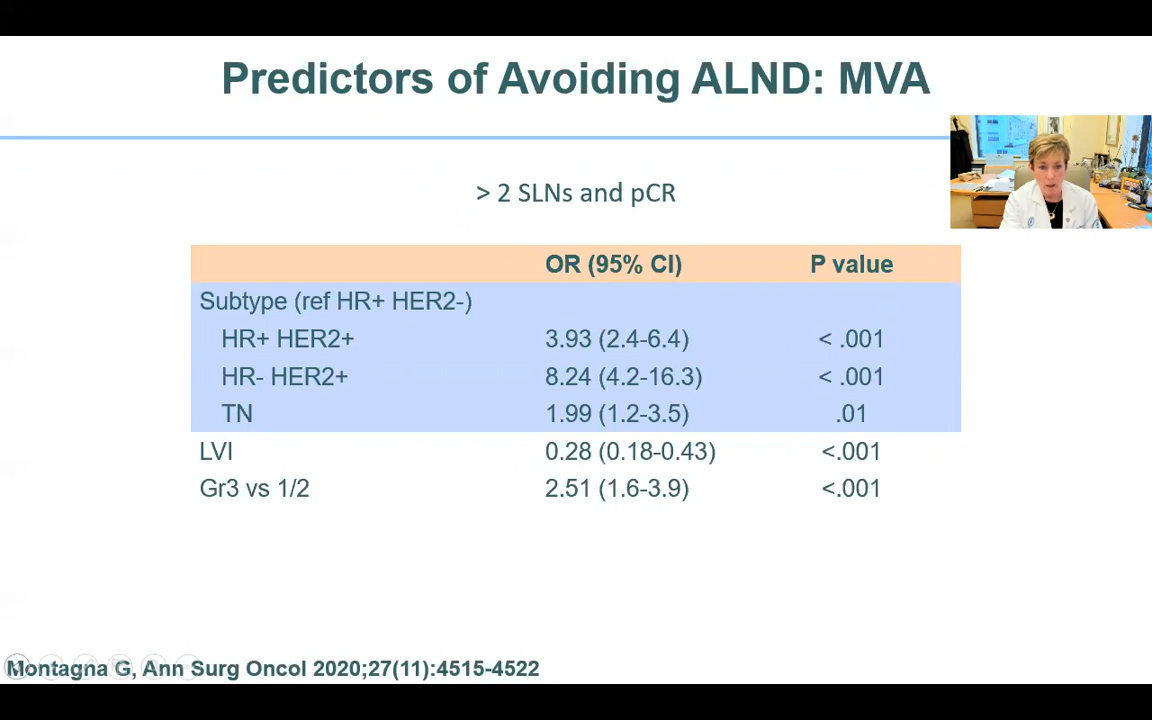 Predictors of Avoiding ALND: MVA
> 2 SLNs and pCR
OR (95% CI) P value
Subtype (ref HR+ HER2-)
HR+ HER2+ 3.93 (2.4-6.4) < .001
HR- HER2+ 8.24 (4.2-16.3) < .001
TN 1.99 (1.2-3.5) .01
LVI 0.28 (0.18-0.43) <.001
Gr3 vs 1/2 2.51 (1.6-3.9) <.001
Montagna G, Ann Surg Oncol 2020;27(11):4515-4522